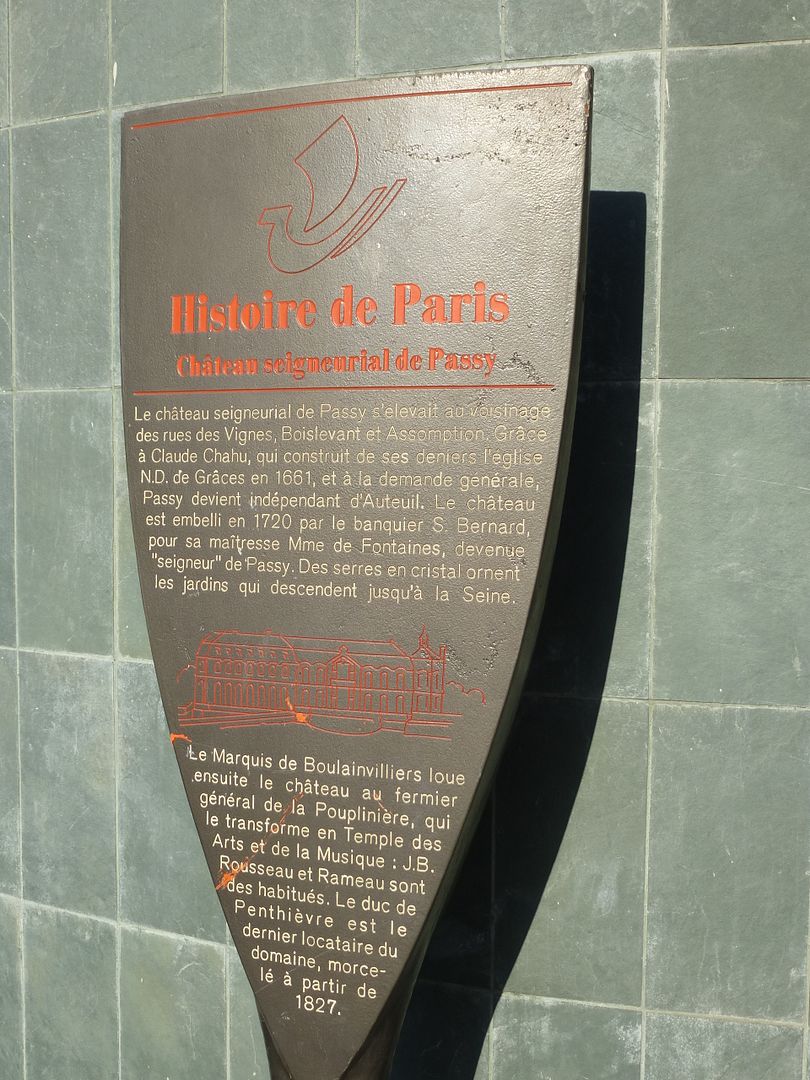 Histoire de Paris
Château seigneurial de Passy
Le château seigneurial de Passy s'elevait au voisinage
des rues des Vignes, Boislevant et Assomption. Grâce
à Claude Chahu, qui construit de ses deniers l'église
N.D. de Grâces en 1661, et à la demande générale,
Passy devient indépendant d'Auteuil. Le château
est embelli en 1720 par le banquier S. Bernard,
pour sa maîtresse Mme de Fontaines, devenue
"seigneur" de Passy. Des serres en cristal ornent
les jardins qui descendent jusqu'à la Seine.
Le Marquis de Boulainvilliers loue
ensuite le château au fermier
général de la Pouplinière, qui
le transforme en Temple des
Arts et de la Musique : J.B.
Rousseau et Rameau sont
des habitués. Le duc de
Penthièvre est le
dernier locataire du
domaine, morce-
lé à partir de
1827.